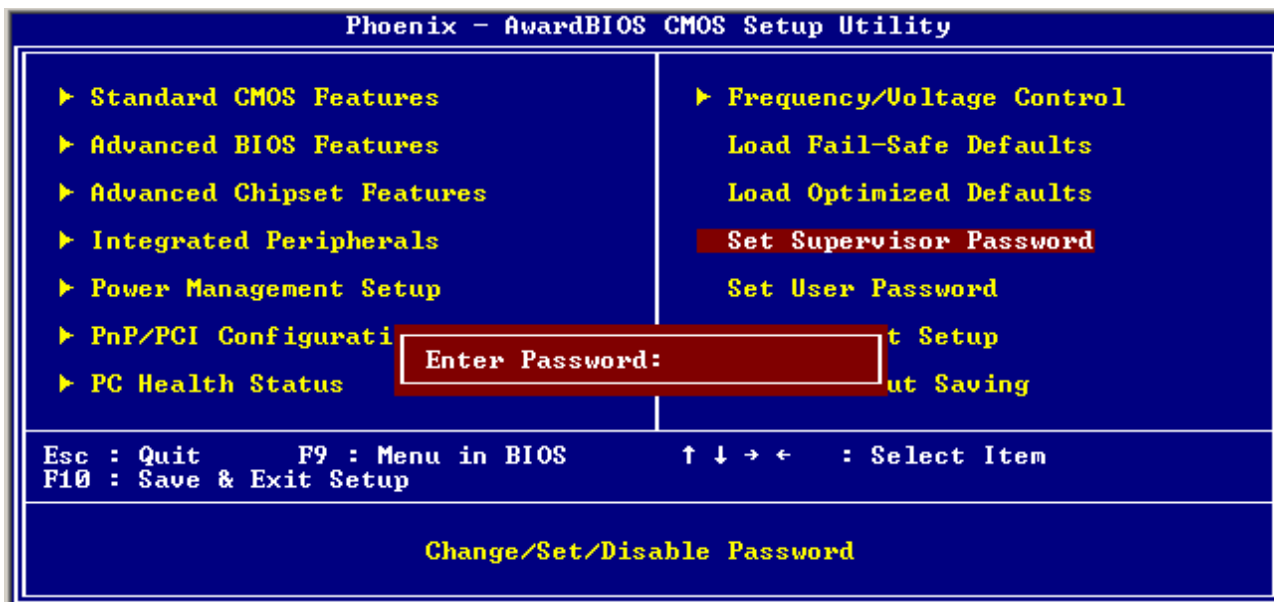 Phoenix – AwardBIOS CMOS Setup Utility
▶ Standard CMOS Features
▶ Advanced BIOS Features
▶ Advanced Chipset Features
▶ Integrated Peripherals
▶ Power Management Setup
▶ PnP/PCI Configurati
▶ PC Health Status
▶ Frequency/Voltage Control
Load Fail-Safe Defaults
Load Optimized Defaults
Set Supervisor Password
Set User Password
t Setup
ut Saving
Enter Password:
Esc : Quit F9 : Menu in BIOS ↑ ↓ → ← : Select Item
F10 : Save & Exit Setup
Change/Set/Disable Password